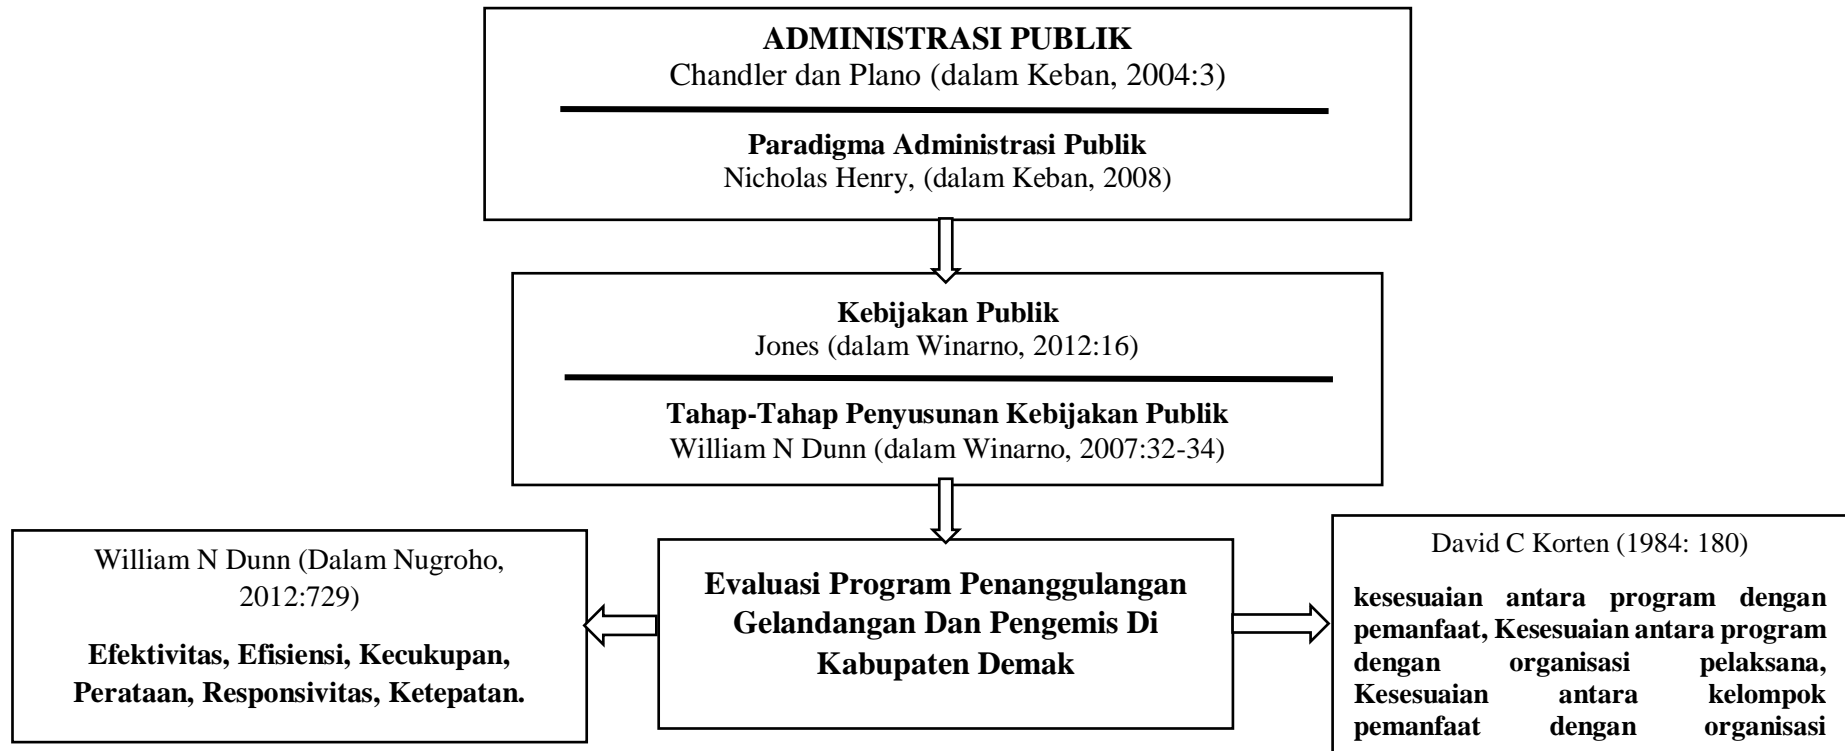 ADMINISTRASI PUBLIK
Chandler dan Plano (dalam Keban, 2004:3)
Paradigma Administrasi Publik
Nicholas Henry, (dalam Keban, 2008)
Kebijakan Publik
Jones (dalam Winarno, 2012:16)
Tahap-Tahap Penyusunan Kebijakan Publik
William N Dunn (dalam Winarno, 2007:32-34)
William N Dunn (Dalam Nugroho,
2012:729)
Efektivitas, Efisiensi, Kecukupan,
Perataan, Responsivitas, Ketepatan.
Evaluasi Program Penanggulangan
Gelandangan Dan Pengemis Di
Kabupaten Demak
David C Korten (1984: 180)
kesesuaian antara program dengan
pemanfaat, Kesesuaian antara program
dengan organisasi pelaksana,
Kesesuaian antara kelompok
pemanfaat dengan organisasi